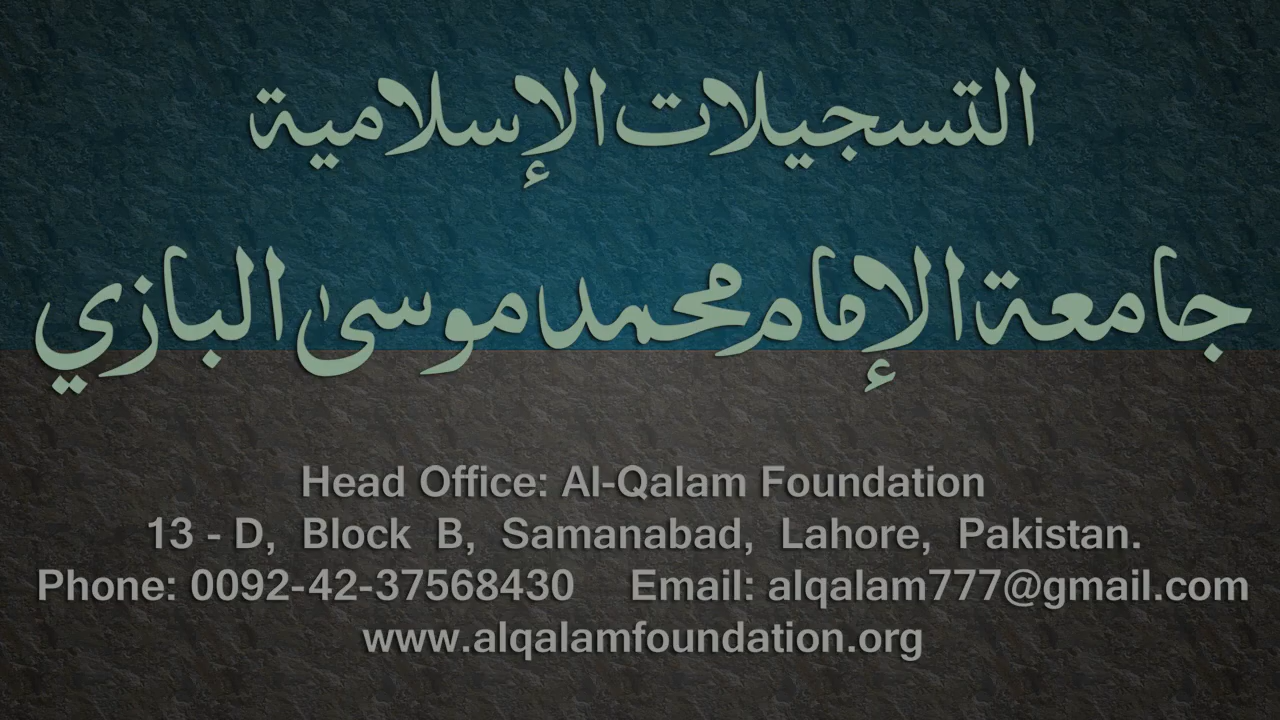 التسجيلات الإسلامية
جامعة الإمام محمد موسىٰ البازي
Head Office: Al-Qalam Foundation
13 - D, Block B, Samanabad, Lahore, Pakistan.
Phone: 0092-42-37568430 Email: alqalam777@gmail.com
www.alqalamfoundation.org